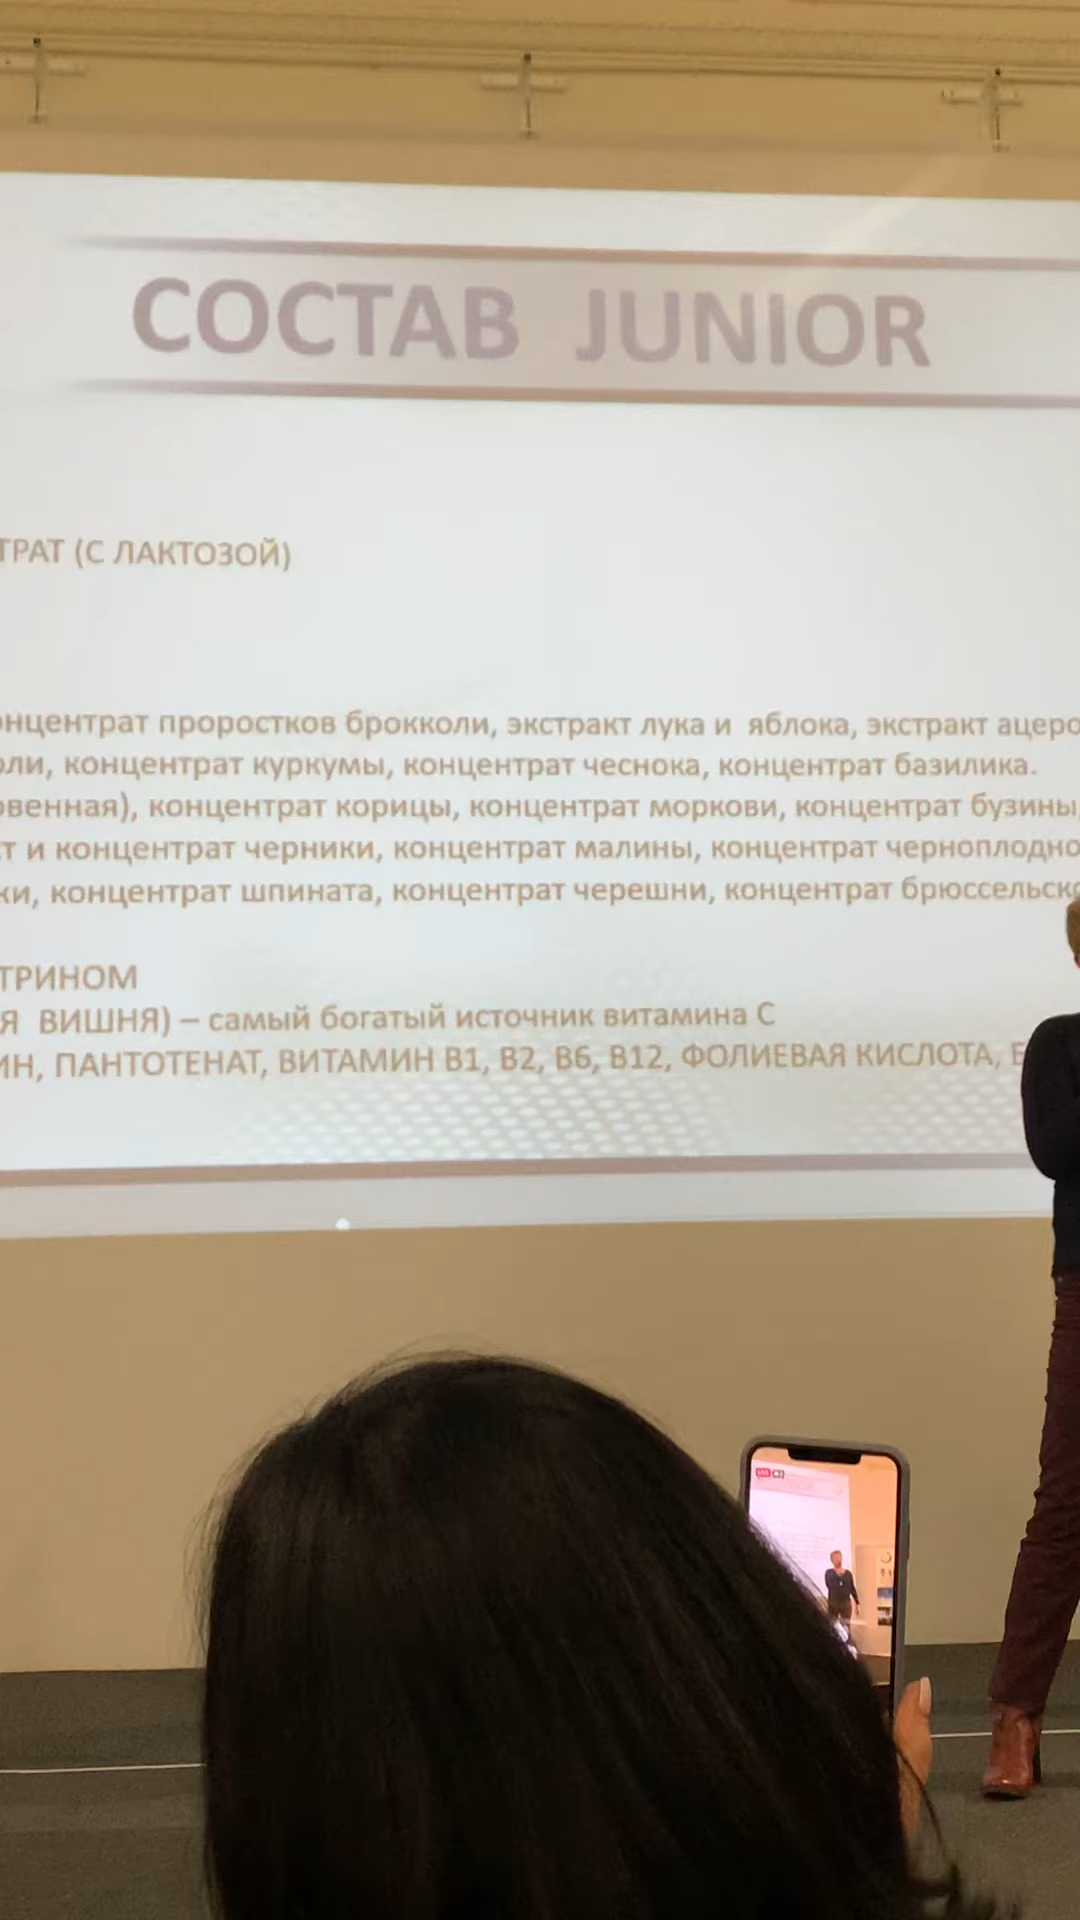 СОСТАВ JUNIOR
ТРАТ (С ЛАКТОЗОЙ)
онцентрат проростков брокколи, экстракт лука и яблока, экстракт ацеро
оли, концентрат куркумы, концентрат чеснока, концентрат базилика.
овенная), концентрат корицы, концентрат моркови, концентрат бузины,
т и концентрат черники, концентрат малины, концентрат черноплодно
ки, концентрат шпината, концентрат черешни, концентрат брюссельско
ТРИНОМ
Я ВИШНЯ) – самый богатый источник витамина С
ИН, ПАНТОТЕНАТ, ВИТАМИН В1, В2, В6, В12, ФОЛИЕВАЯ КИСЛОТА, Е